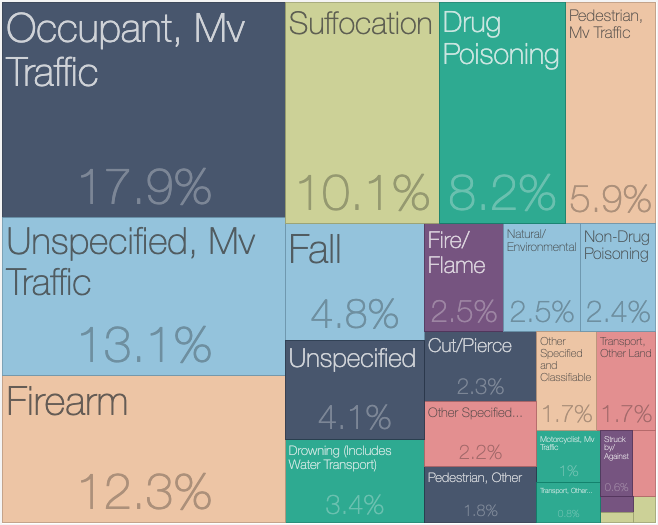 Occupant, Mv
Traffic
17.9%
Suffocation
10.1%
Drug
Poisoning
8.2%
Pedestrian,
Mv Traffic
5.9%
Unspecified, Mv
Traffic
13.1%
Firearm
12.3%
Fall
4.8%
Fire/
Flame
2.5%
Natural/
Environmental
2.5%
Non-Drug
Poisoning
2.4%
Unspecified
4.1%
Drowning (Includes
Water Transport)
3.4%
Cut/Pierce
2.3%
Other Specified...
2.2%
Pedestrian, Other
1.8%
Other
Specified
and
Classifiable
1.7%
Transport,
Other Land
1.7%
Motorcyclist, Mv
Traffic
1%
Transport, Other...
0.8%
Struck
by/
Against
0.6%